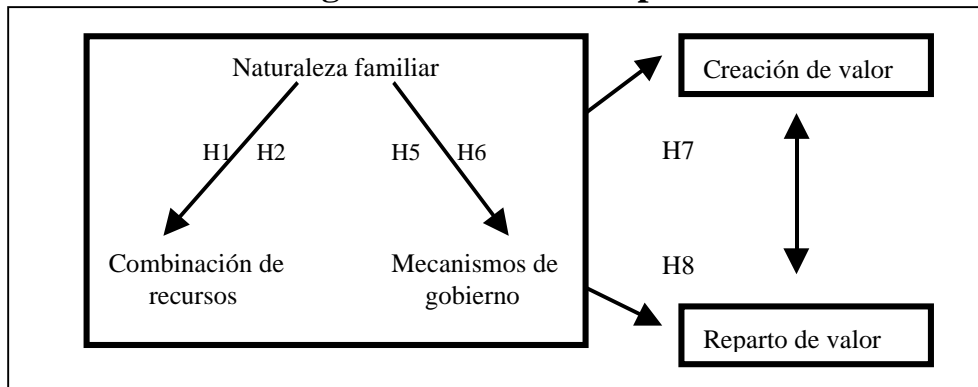 Naturaleza familiar
H1 H2
H5 H6
Combinación de
recursos
Mecanismos de
gobierno
Creación de valor
H7
H8
Reparto de valor